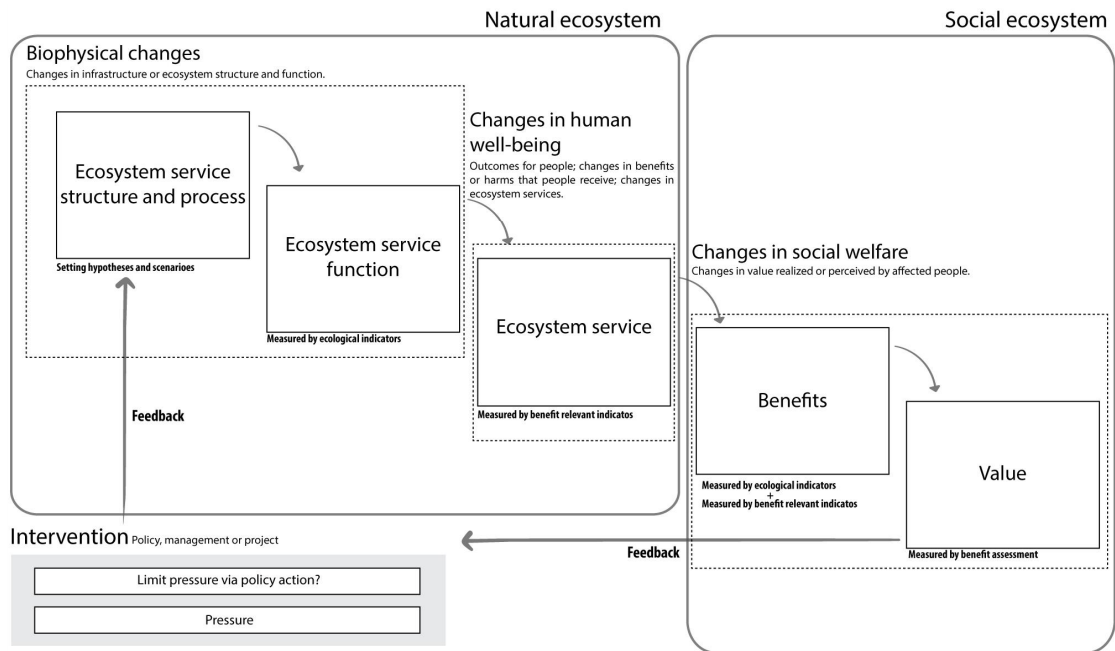 Natural ecosystem
Social ecosystem
Biophysical changes
Changes in infrastructure or ecosystem structure and function.
Ecosystem service
structure and process
Setting hypotheses and scenarioes
Ecosystem service
function
Measured by ecological indicators
Changes in human
well-being
Outcomes for people; changes in benefits
or harms that people receive; changes in
ecosystem services.
Ecosystem service
Measured by benefit relevant indicatos
Changes in social welfare
Changes in value realized or perceived by affected people.
Benefits
Measured by ecological indicators
+
Measured by benefit relevant indicatos
Value
Measured by benefit assessment
Feedback
Feedback
Intervention Policy, management or project
Limit pressure via policy action?
Pressure